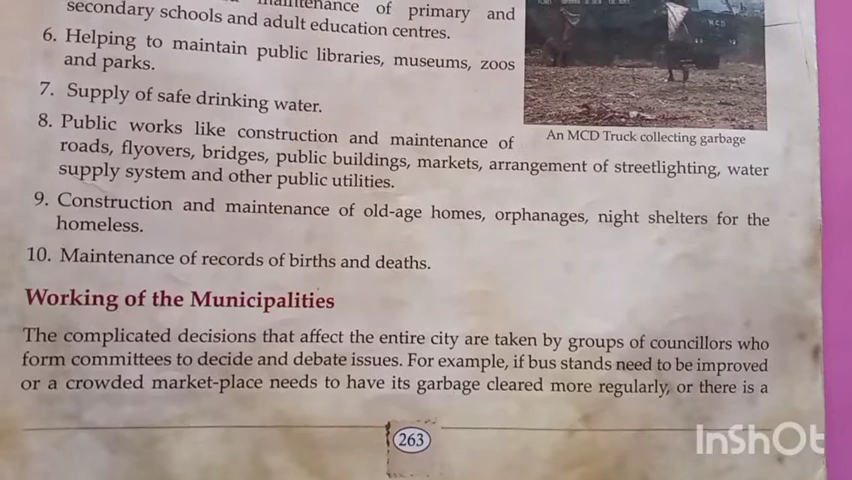 maintenance of primary and
secondary schools and adult education centres.
6. Helping to maintain public libraries, museums, zoos
and parks.
7. Supply of safe drinking water.
MCD
An MCD Truck collecting garbage
8. Public works like construction and maintenance of
roads, flyovers, bridges, public buildings, markets, arrangement of streetlighting, water
supply system and other public utilities.
9. Construction and maintenance of old-age homes, orphanages, night shelters for the
homeless.
10. Maintenance of records of births and deaths.
Working of the Municipalities
The complicated decisions that affect the entire city are taken by groups of councillors who
form committees to decide and debate issues. For example, if bus stands need to be improved
or a crowded market-place needs to have its garbage cleared more regularly, or there is a
263
InShOt